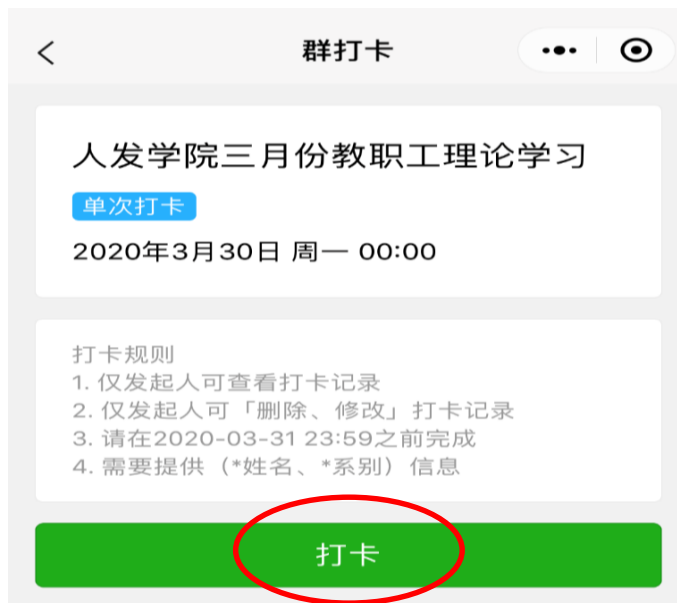 群打卡
人发学院三月份教职工理论学习
单次打卡
2020年3月30日 周一 00:00
打卡规则
1. 仅发起人可查看打卡记录
2. 仅发起人可「删除、修改」打卡记录
3. 请在2020-03-31 23:59之前完成
4. 需要提供（*姓名、*系别）信息
打卡